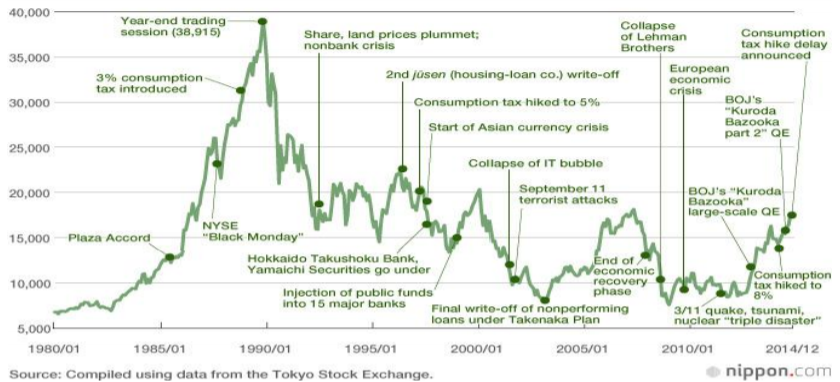 40,000
35,000
30,000
25,000
20,000
15,000
10,000
5,000
Year-end trading
session (38,915)
3% consumption
tax introduced
Plaza Accord
NYSE
“Black Monday”
Share, land prices plummet;
nonbank crisis
2nd jūsen (housing-loan co.) write-off
Consumption tax hiked to 5%
Start of Asian currency crisis
Hokkaido Takushoku Bank,
Yamaichi Securities go under
Injection of public funds
into 15 major banks
Collapse of IT bubble
September 11
terrorist attacks
Final write-off of nonperforming
loans under Takenaka Plan
End of
economic
recovery
phase
Collapse
of Lehman
Brothers
European
economic
crisis
3/11 quake, tsunami,
nuclear “triple disaster”
BOJ’s “Kuroda
Bazooka”
large-scale QE
Consumption
tax hiked to
8%
BOJ’s
“Kuroda
Bazooka
part 2” QE
Consumption
tax hike delay
announced
1980/01
1985/01
1990/01
1995/01
2000/01
2005/01
2010/01
2014/12
Source: Compiled using data from the Tokyo Stock Exchange.
nippon.com